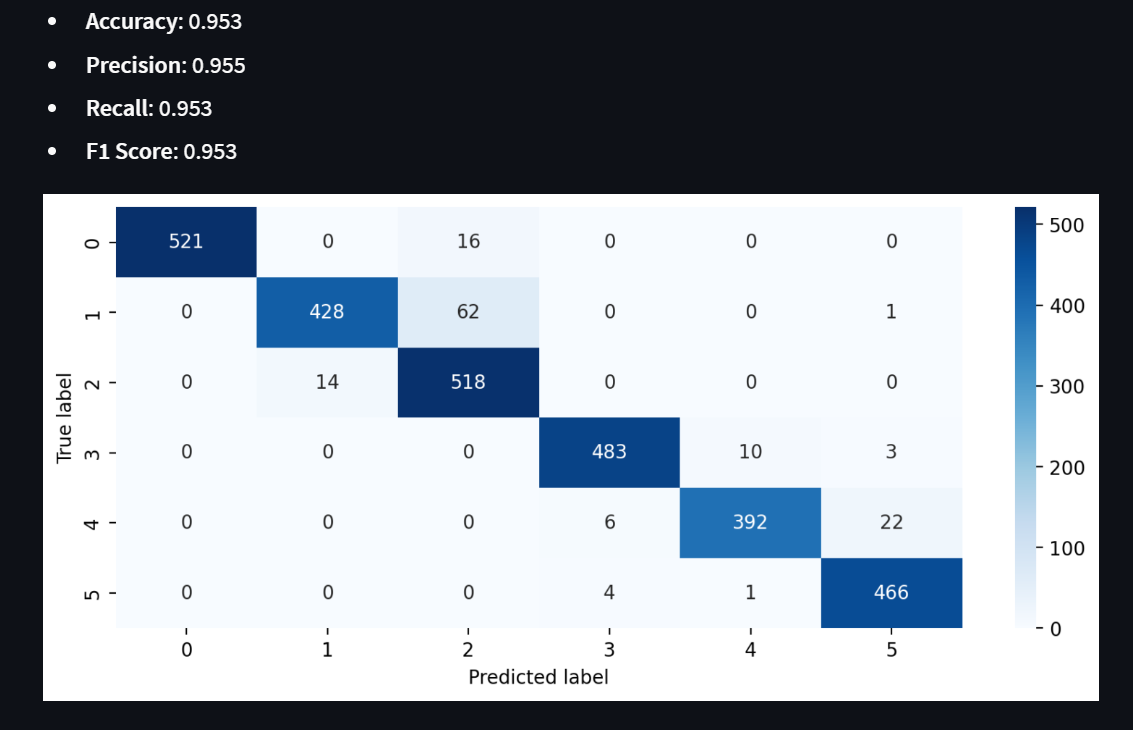 • Accuracy: 0.953
• Precision: 0.955
• Recall: 0.953
• F1 Score: 0.953
0 521 0 16 0 0 0
1 0 428 62 0 0 1
2 0 14 518 0 0 0
3 0 0 0 483 10 3
4 0 0 0 6 392 22
5 0 0 0 4 1 466
0 1 2 3 4 5
True label
Predicted label
500
400
300
200
100
0